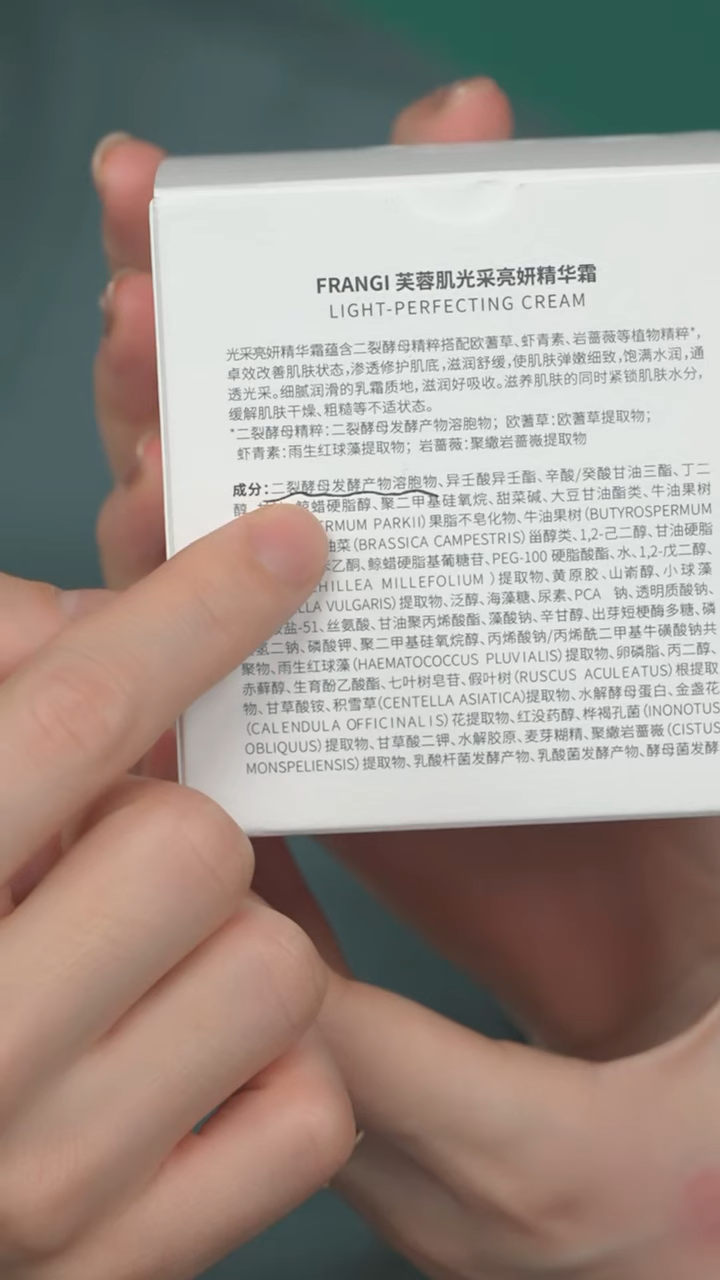 FRANGI 芙蓉肌光采亮妍精华霜
LIGHT-PERFECTING CREAM
光采亮妍精华霜蕴含二裂酵母精粹搭配欧蓍草、虾青素、岩蔷薇等植物精粹*,
卓效改善肌肤状态,渗透修护肌底,滋润舒缓,使肌肤弹嫩细致,饱满水润,通
透光采。细腻润滑的乳霜质地,滋润好吸收。滋养肌肤的同时紧锁肌肤水分,
缓解肌肤干燥、粗糙等不适状态。
*二裂酵母精粹:二裂酵母发酵产物溶胞物;欧蓍草:欧蓍草提取物;
虾青素:雨生红球藻提取物;岩蔷薇:聚繖岩蔷薇提取物
成分:二裂酵母发酵产物溶胞物、异壬酸异壬酯、辛酸/癸酸甘油三酯、丁二
醇、鲸蜡硬脂醇、聚二甲基硅氧烷、甜菜碱、大豆甘油酯类、牛油果树
ERMUM PARKII)果脂不皂化物、牛油果树(BUTYROSPERMUM
油菜(BRASSICA CAMPESTRIS)甾醇类、1,2-己二醇、甘油硬脂
乙酮、鲸蜡硬脂基葡糖苷、PEG-100 硬脂酸酯、水、1,2-戊二醇、
HILLEA MILLEFOLIUM)提取物、黄原胶、山嵛醇、小球藻
LLA VULGARIS)提取物、泛醇、海藻糖、尿素、PCA 钠、透明质酸钠、
盐-51、丝氨酸、甘油聚丙烯酸酯、藻酸钠、辛甘醇、出芽短梗酶多糖、磷
氢二钠、磷酸钾、聚二甲基硅氧烷醇、丙烯酸钠/丙烯酰二甲基牛磺酸钠共
聚物、雨生红球藻(HAEMATOCOCCUS PLUVIALIS)提取物、卵磷脂、丙二醇、
赤藓醇、生育酚乙酸酯、七叶树皂苷、假叶树(RUSCUS ACULEATUS)根提取
物、甘草酸铵、积雪草(CENTELLA ASIATICA)提取物、水解酵母蛋白、金盏花
(CALENDULA OFFICINALIS)花提取物、红没药醇、桦褐孔菌(INONOTUS
OBLIQUUS)提取物、甘草酸二钾、水解胶原、麦芽糊精、聚繖岩蔷薇(CISTUS
MONSPELIENSIS)提取物、乳酸杆菌发酵产物、乳酸菌发酵产物、酵母菌发酵